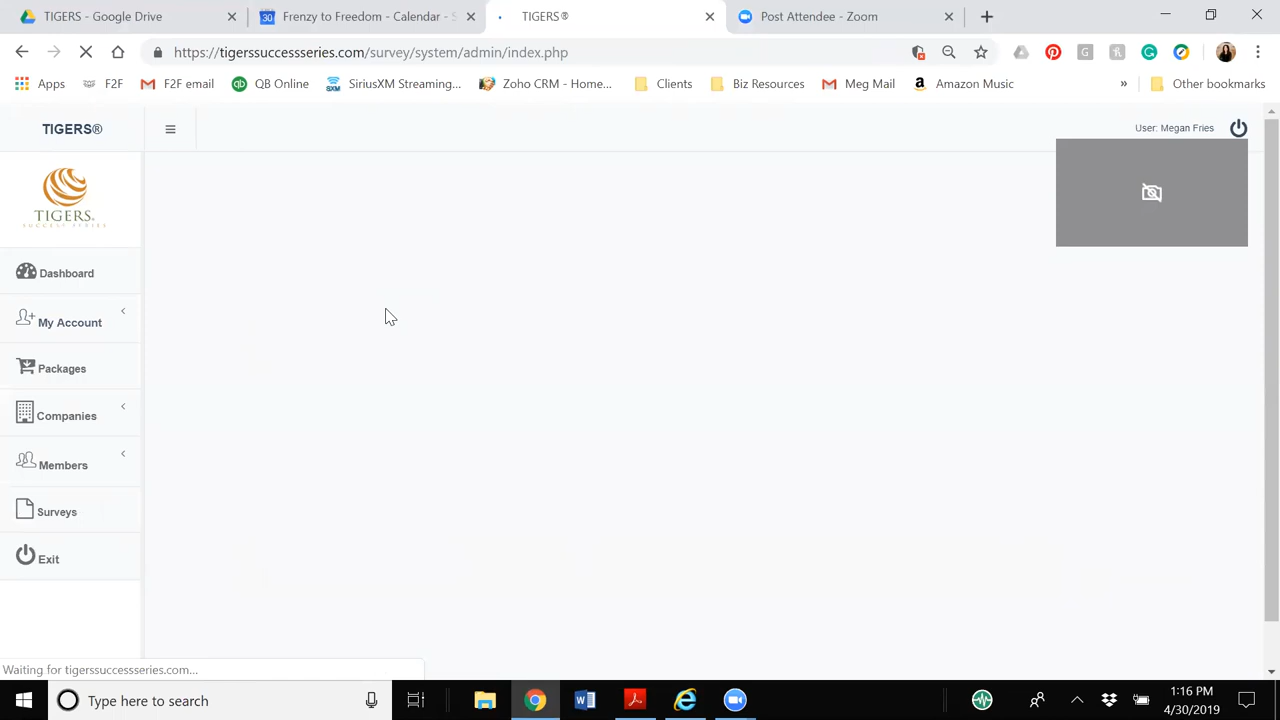 TIGERS - Google Drive
Frenzy to Freedom - Calendar - S
TIGERS®
Post Attendee - Zoom
https://tigerssuccessseries.com/survey/system/admin/index.php
Apps
F2F
F2F email
QB Online
SiriusXM Streaming...
Zoho CRM - Home...
Clients
Biz Resources
Meg Mail
Amazon Music
»
Other bookmarks
TIGERS®
User: Megan Fries
TIGERS®
SUCCESS SERIES
Dashboard
My Account
Packages
Companies
Members
Surveys
Exit
Waiting for tigerssuccessseries.com...
Type here to search
1:16 PM
4/30/2019